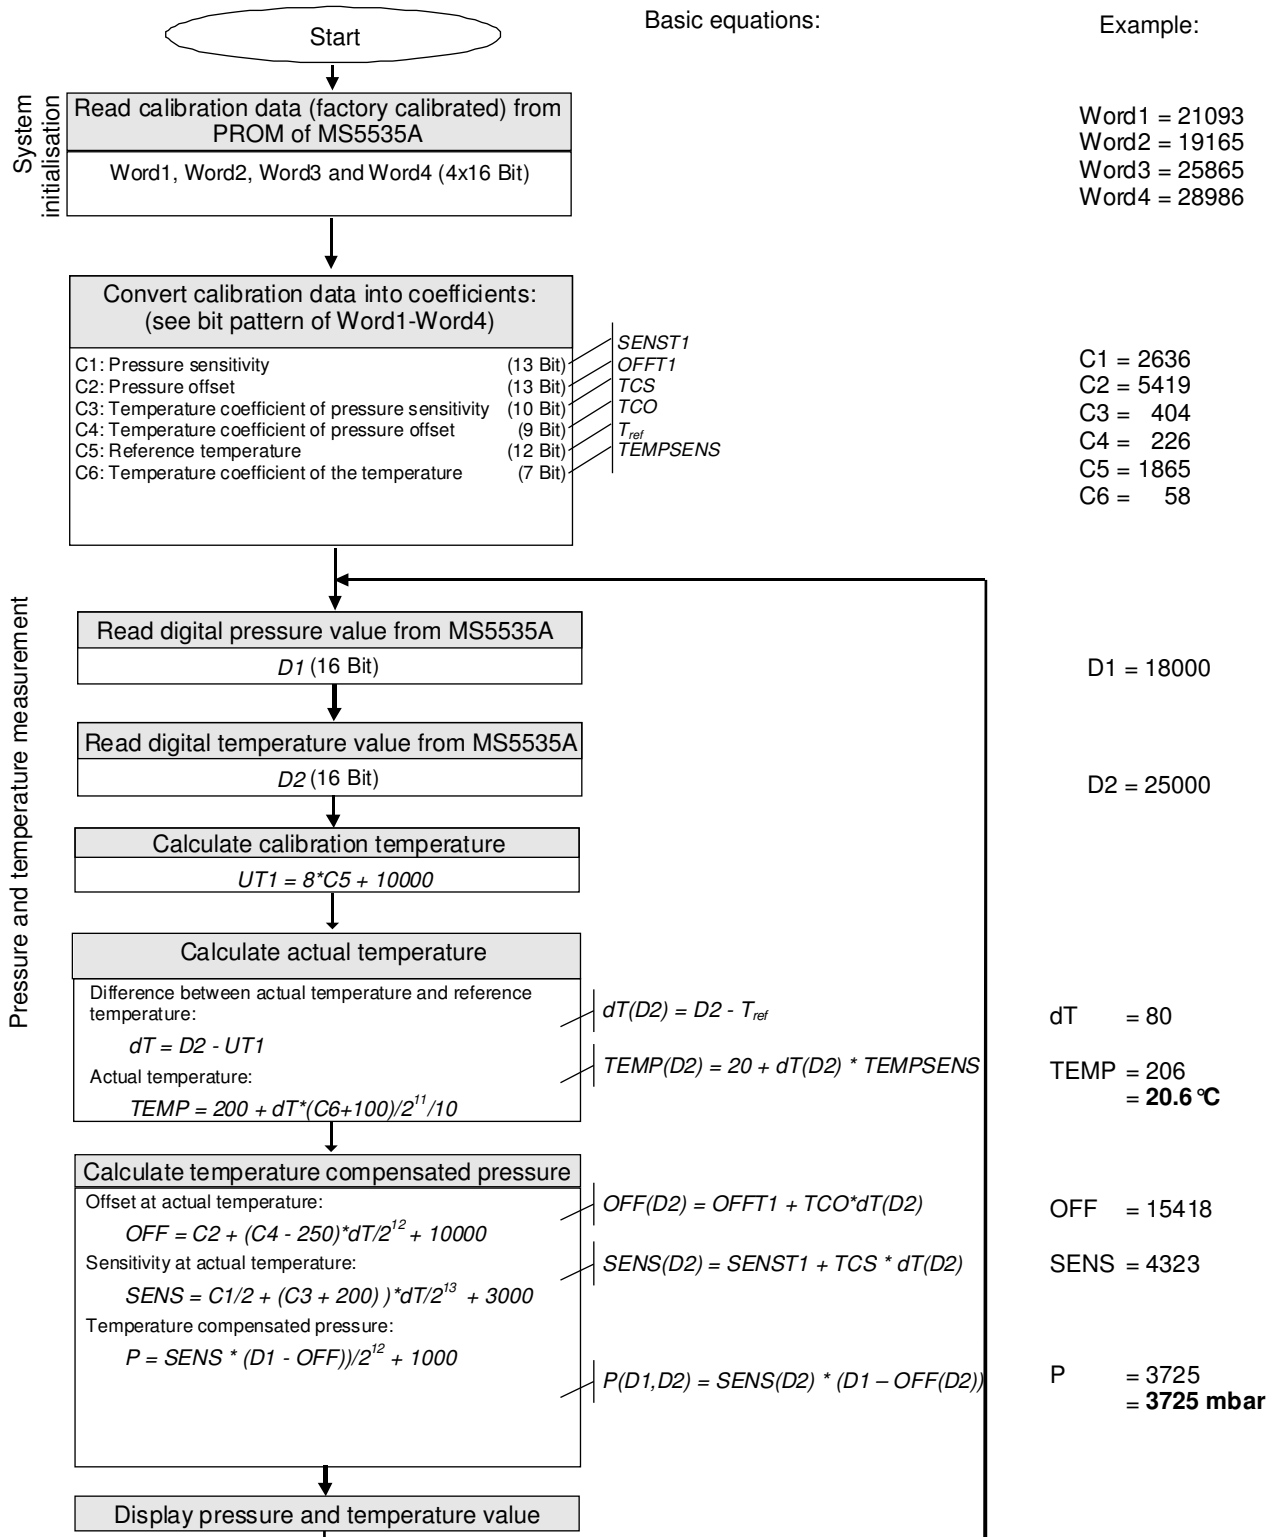 Basic equations:
Example:
Start
System
initialisation
Read calibration data (factory calibrated) from
PROM of MS5535A
Word1, Word2, Word3 and Word4 (4x16 Bit)
Word1 = 21093
Word2 = 19165
Word3 = 25865
Word4 = 28986
Convert calibration data into coefficients:
(see bit pattern of Word1-Word4)
C1: Pressure sensitivity (13 Bit)
C2: Pressure offset (13 Bit)
C3: Temperature coefficient of pressure sensitivity (10 Bit)
C4: Temperature coefficient of pressure offset (9 Bit)
C5: Reference temperature (12 Bit)
C6: Temperature coefficient of the temperature (7 Bit)
SENST1
OFFT1
TCS
TCO
Tref
TEMPSENS
C1 = 2636
C2 = 5419
C3 = 404
C4 = 226
C5 = 1865
C6 = 58
Pressure and temperature measurement
Read digital pressure value from MS5535A
D1 (16 Bit)
D1 = 18000
Read digital temperature value from MS5535A
D2 (16 Bit)
D2 = 25000
Calculate calibration temperature
UT1 = 8*C5 + 10000
Calculate actual temperature
Difference between actual temperature and reference
temperature:
dT = D2 - UT1
Actual temperature:
TEMP = 200 + dT*(C6+100)/2^11/10
dT(D2) = D2 - Tref
TEMP(D2) = 20 + dT(D2) * TEMPSENS
dT = 80
TEMP = 206
= 20.6 °C
Calculate temperature compensated pressure
Offset at actual temperature:
OFF = C2 + (C4 - 250)*dT/2^12 + 10000
Sensitivity at actual temperature:
SENS = C1/2 + (C3 + 200) )*dT/2^13 + 3000
Temperature compensated pressure:
P = SENS * (D1 - OFF))/2^12 + 1000
OFF(D2) = OFFT1 + TCO*dT(D2)
SENS(D2) = SENST1 + TCS * dT(D2)
P(D1,D2) = SENS(D2) * (D1 – OFF(D2))
OFF = 15418
SENS = 4323
P = 3725
= 3725 mbar
Display pressure and temperature value